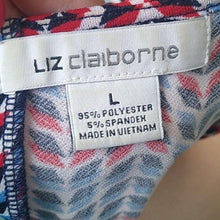 LIZ claiborne
L
95% POLYESTER
5% SPANDEX
MADE IN VIETNAM